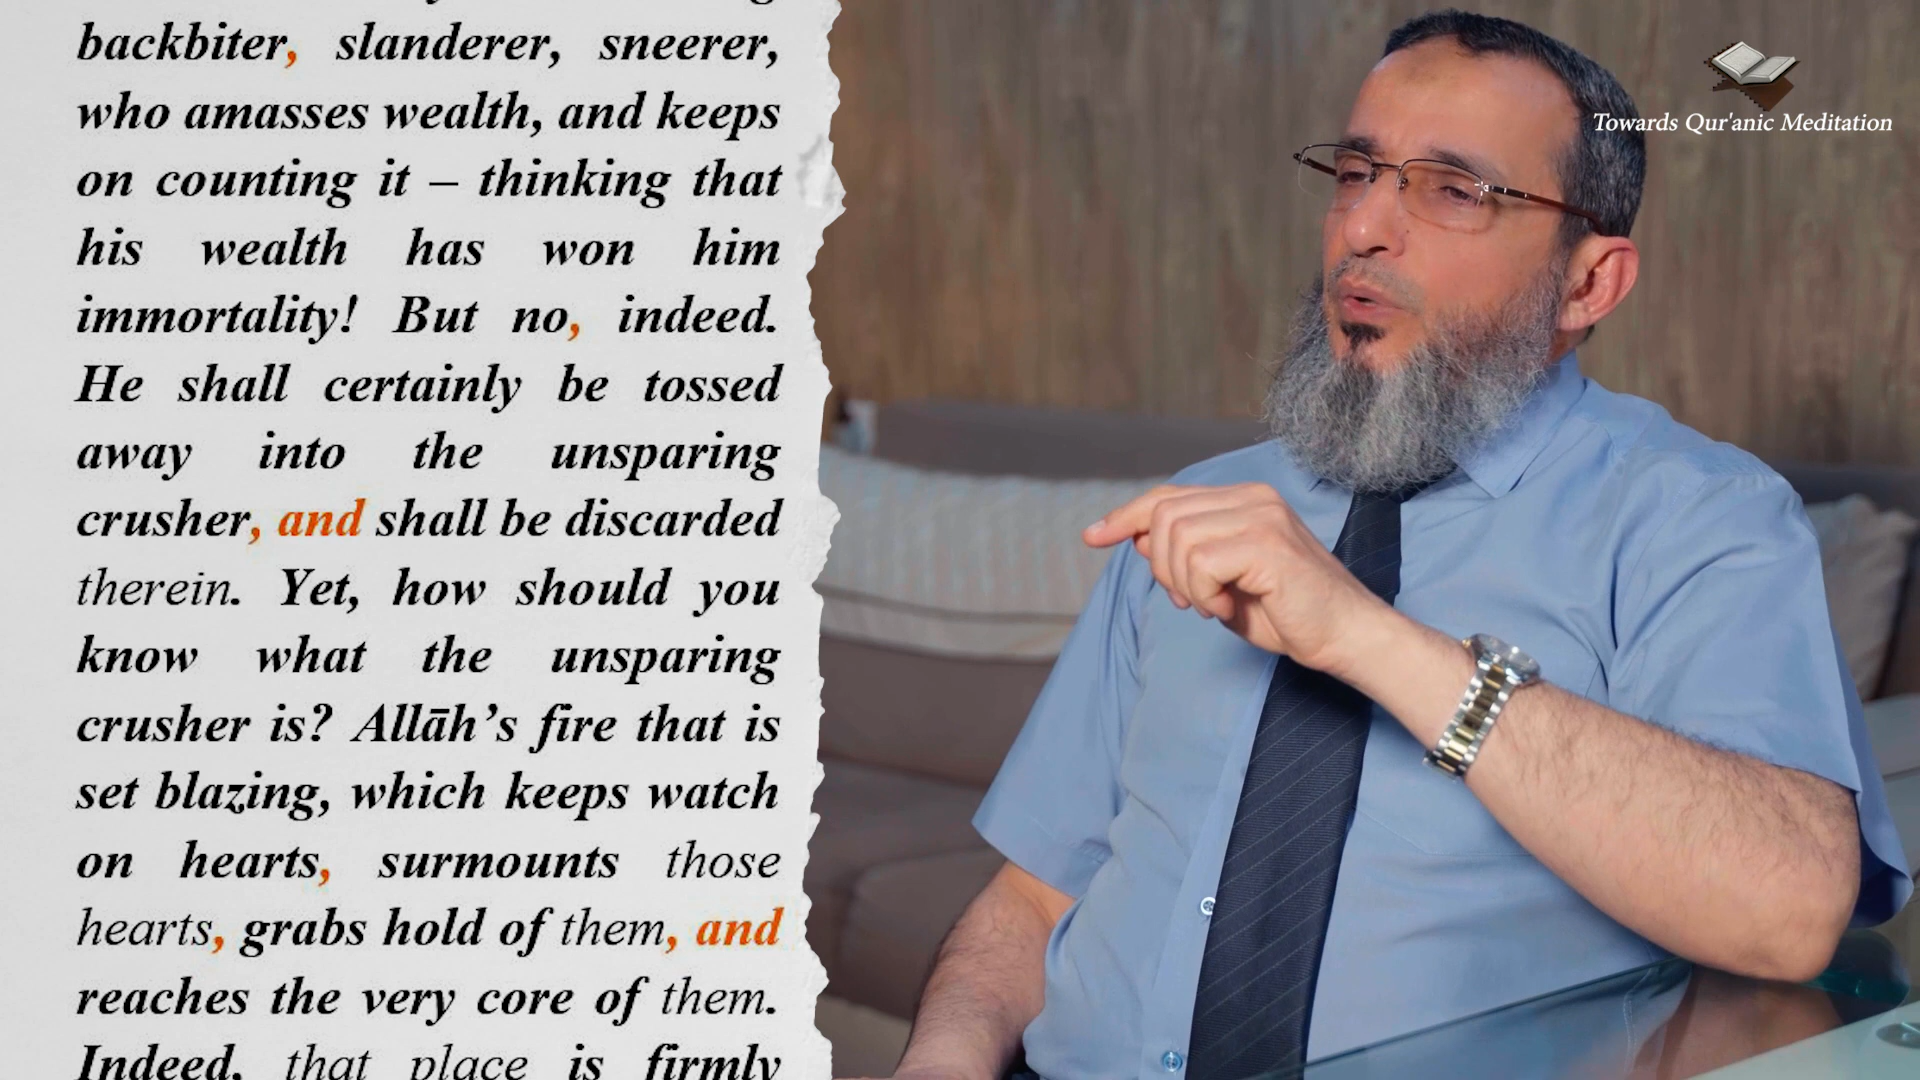 backbiter, slanderer, sneerer,
who amasses wealth, and keeps
on counting it – thinking that
his wealth has won him
immortality! But no, indeed.
He shall certainly be tossed
away into the unsparing
crusher, and shall be discarded
therein. Yet, how should you
know what the unsparing
crusher is? Allāh’s fire that is
set blazing, which keeps watch
on hearts, surmounts those
hearts, grabs hold of them, and
reaches the very core of them.
Indeed, that place is firmly
Towards Qur'anic Meditation